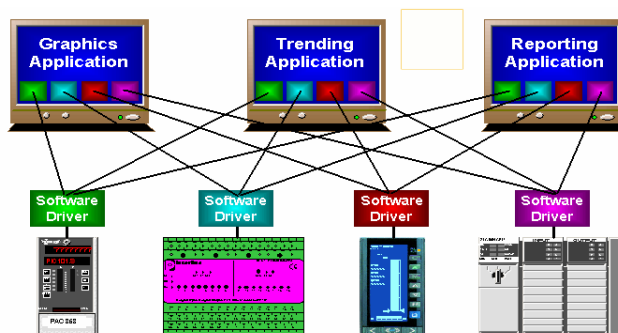 Graphics
Application
Trending
Application
Reporting
Application
Software
Driver
Software
Driver
Software
Driver
Software
Driver